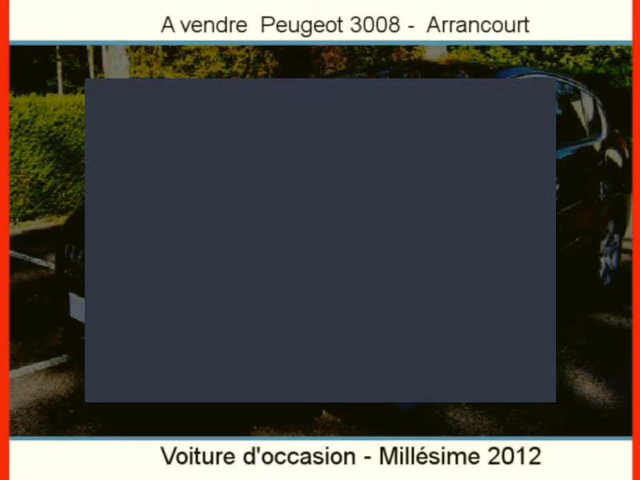 A vendre Peugeot 3008 - Arrancourt
Voiture d'occasion - Millésime 2012